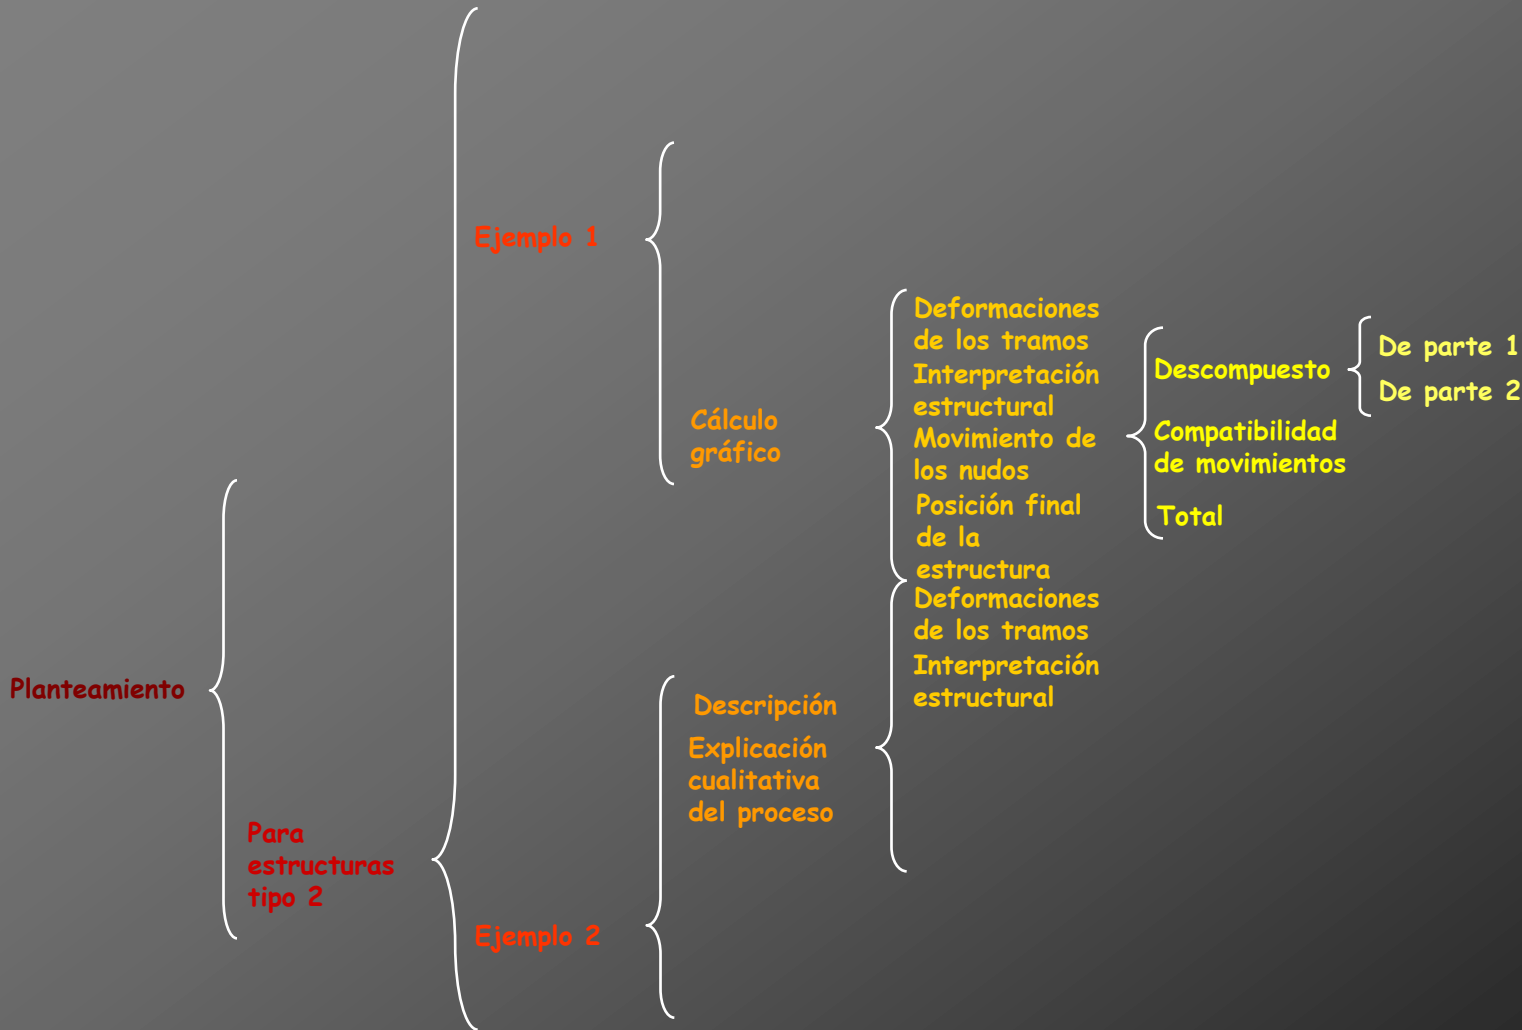 Planteamiento
Para
estructuras
tipo 2
Ejemplo 1
Cálculo
gráfico
Deformaciones
de los tramos
Interpretación
estructural
Movimiento de
los nudos
Descompuesto
De parte 1
De parte 2
Compatibilidad
de movimientos
Total
Posición final
de la
estructura
Ejemplo 2
Descripción
Explicación
cualitativa
del proceso
Deformaciones
de los tramos
Interpretación
estructural